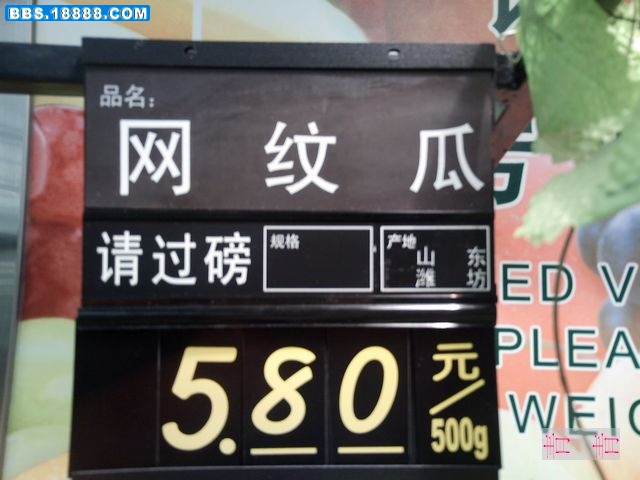 BBS.18888.COM
品名：
网纹瓜
请过磅
规格
产地
山东
潍坊
5.80
元/500g
ED V
PLEA
WEIG